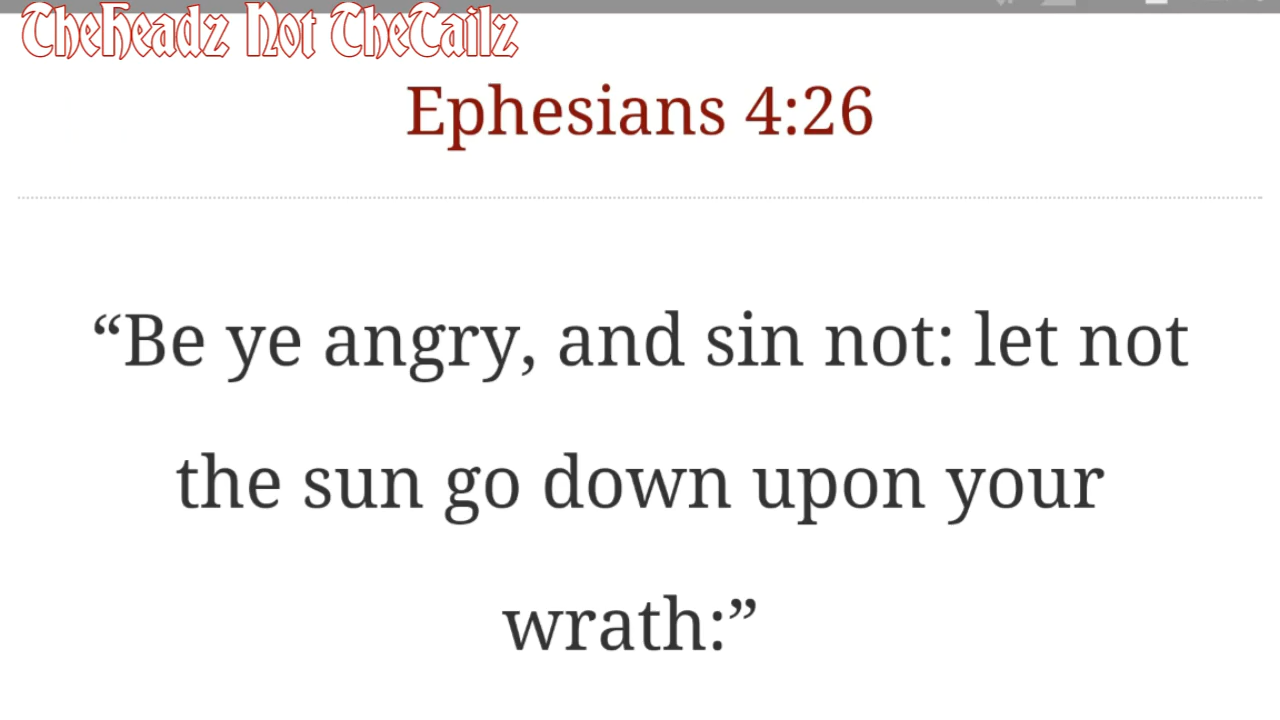 TheHeadz Not TheTailz
Ephesians 4:26
“Be ye angry, and sin not: let not
the sun go down upon your
wrath:”